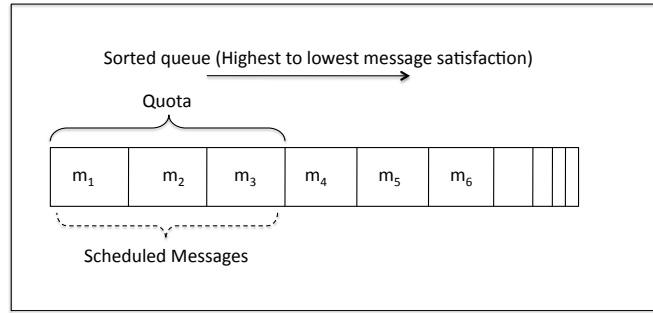 Sorted queue (Highest to lowest message satisfaction)
Quota
m₁ m₂ m₃ m₄ m₅ m₆
Scheduled Messages